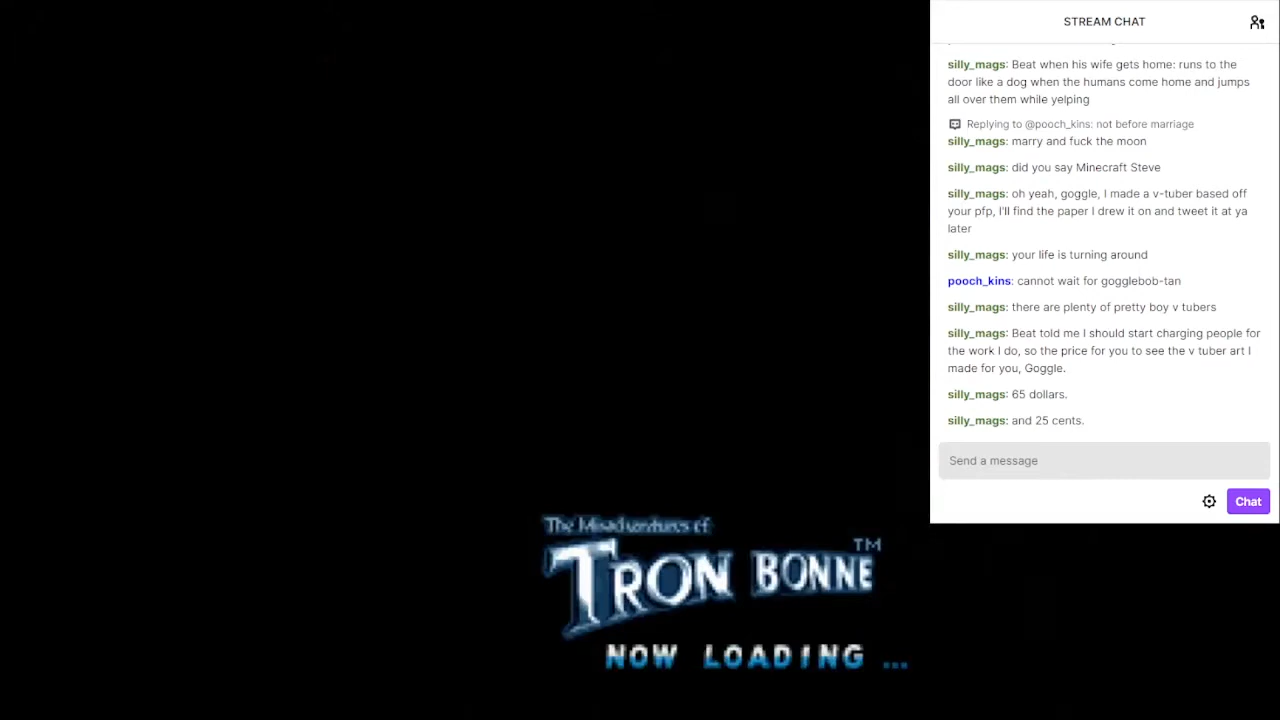 STREAM CHAT
silly_mags: Beat when his wife gets home: runs to the
door like a dog when the humans come home and jumps
all over them while yelping
Replying to @pooch_kins: not before marriage
silly_mags: marry and fuck the moon
silly_mags: did you say Minecraft Steve
silly_mags: oh yeah, goggle, I made a v-tuber based off
your pfp, I'll find the paper I drew it on and tweet it at ya
later
silly_mags: your life is turning around
pooch_kins: cannot wait for gogglebob-tan
silly_mags: there are plenty of pretty boy v tubers
silly_mags: Beat told me I should start charging people for
the work I do, so the price for you to see the v tuber art I
made for you, Goggle.
silly_mags: 65 dollars.
silly_mags: and 25 cents.
Send a message
Chat
The Misadventures of
TRON BONNE™
NOW LOADING ...